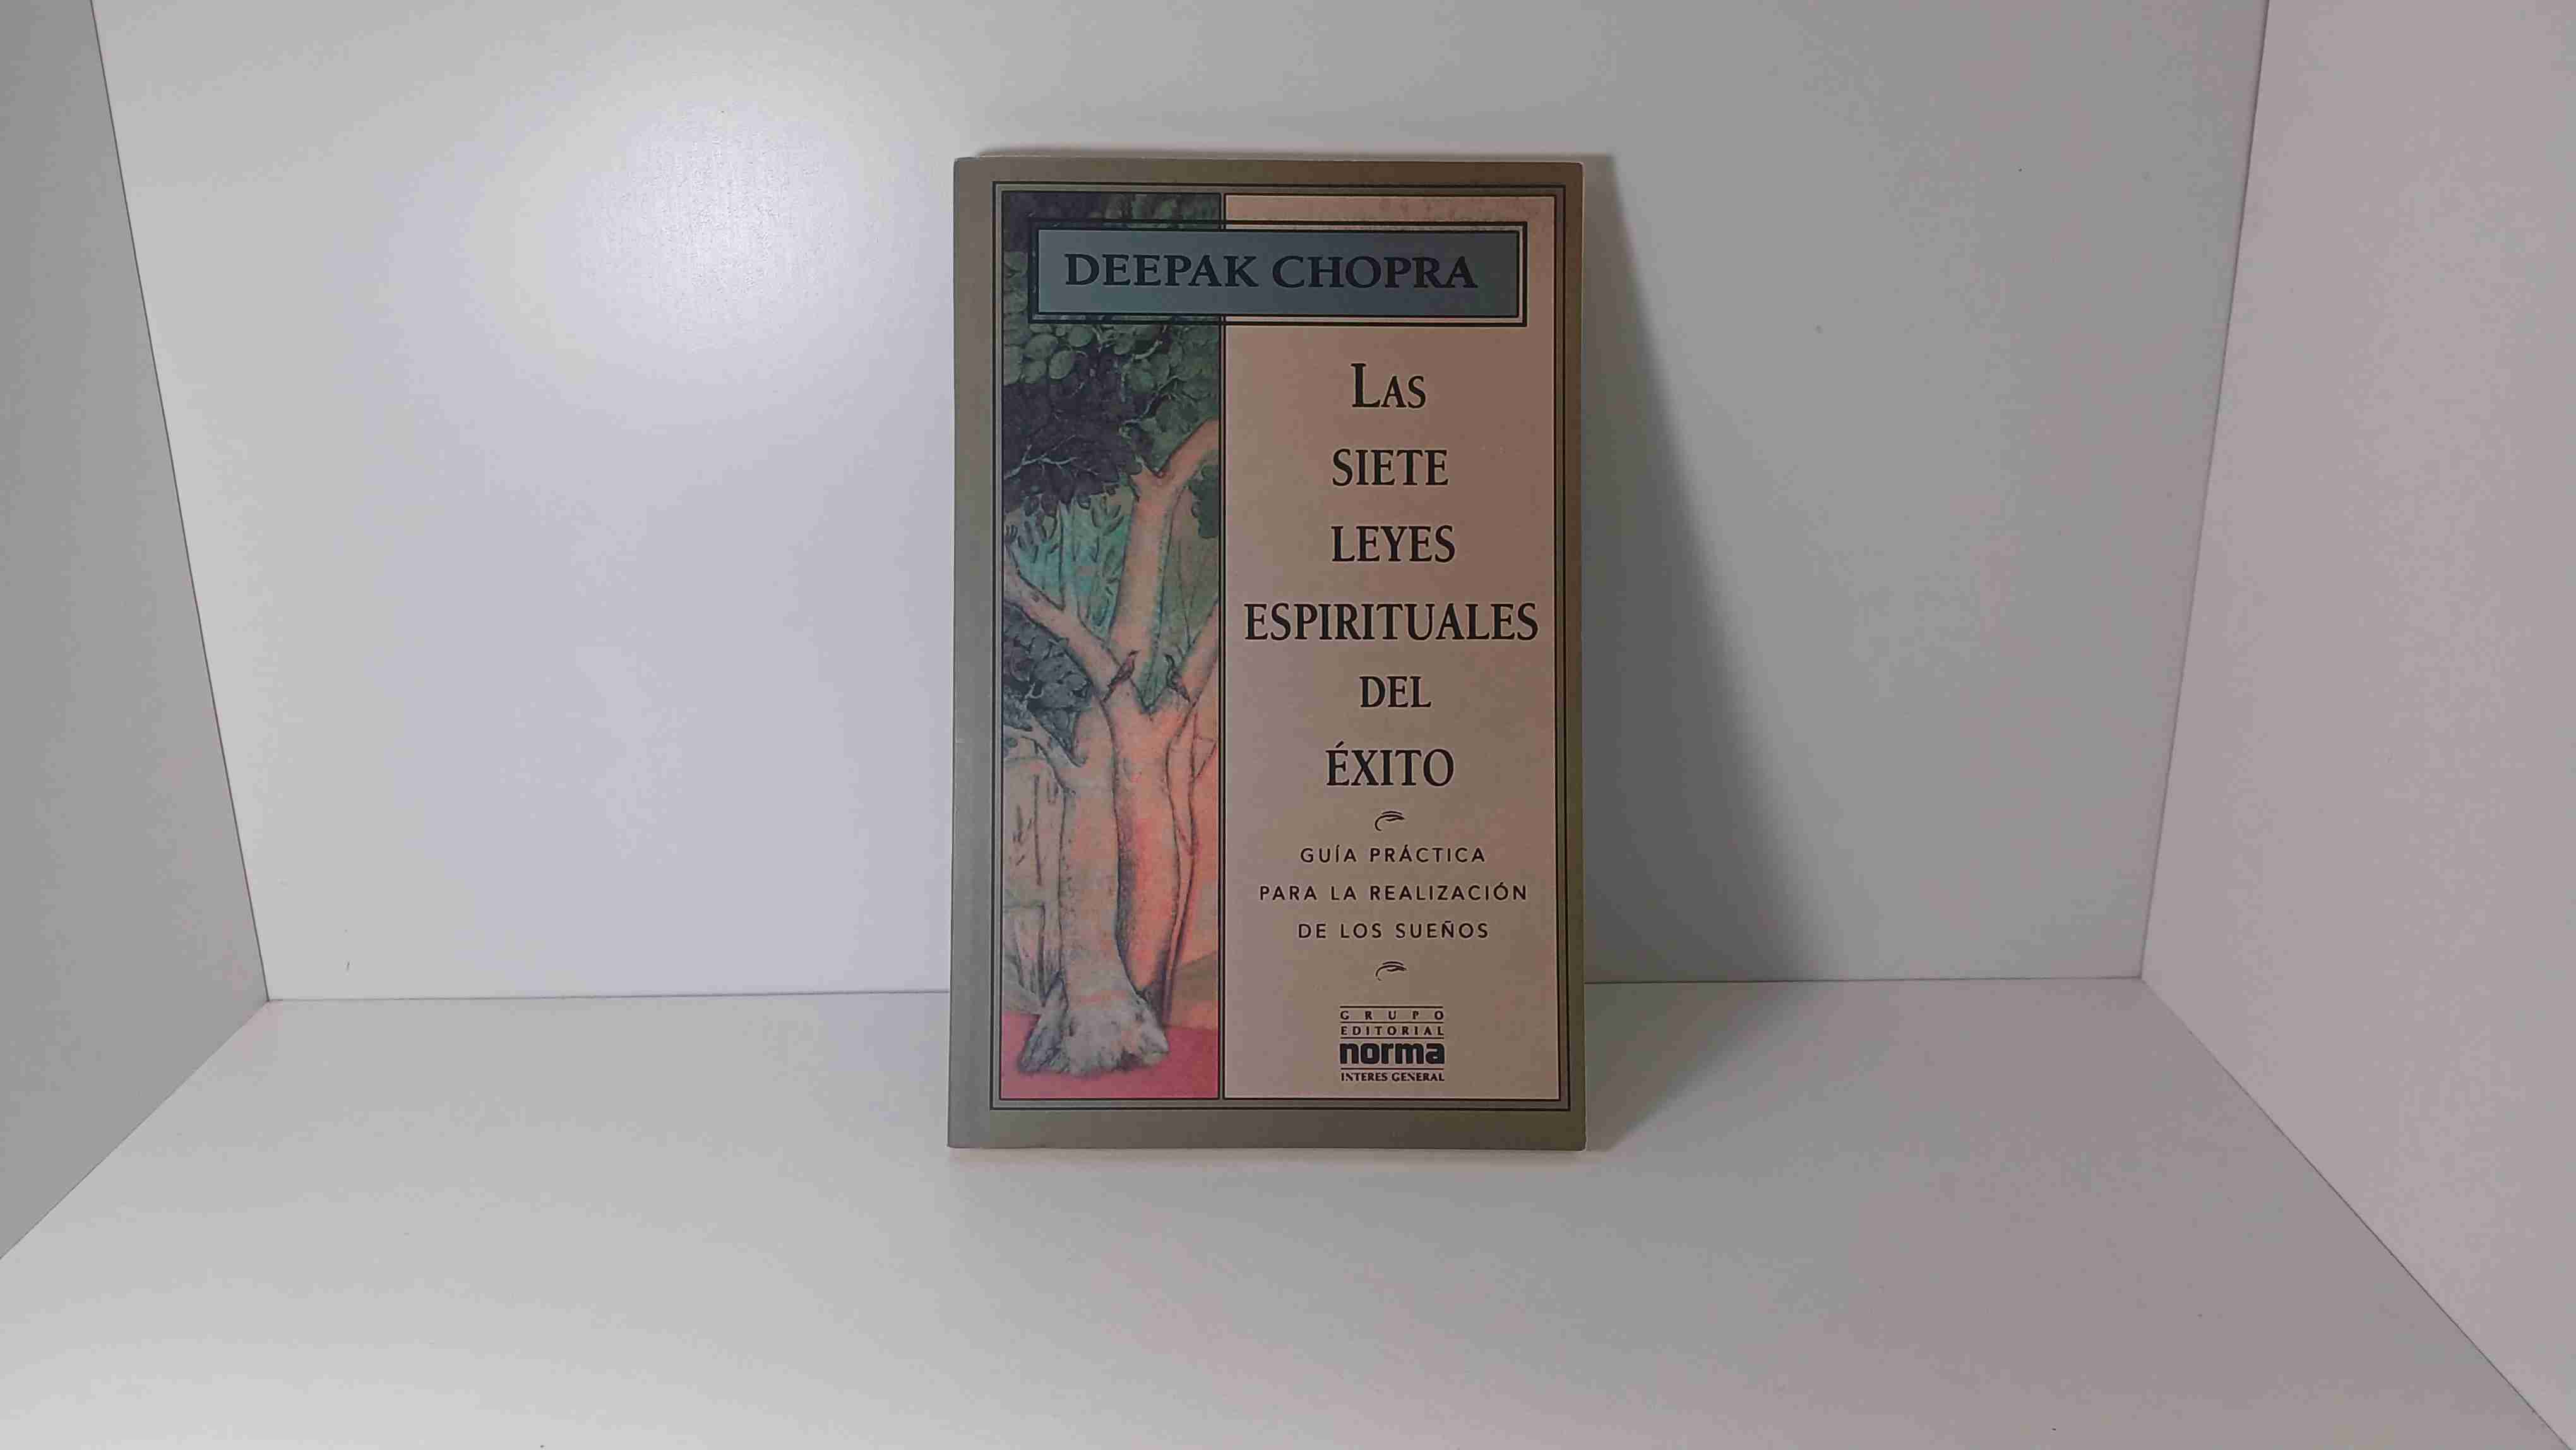 DEEPAK CHOPRA
LAS
SIETE
LEYES
ESPIRITUALES
DEL
ÉXITO
GUÍA PRÁCTICA
PARA LA REALIZACIÓN
DE LOS SUEÑOS
GRUPO
EDITORIAL
norma
INTERES GENERAL